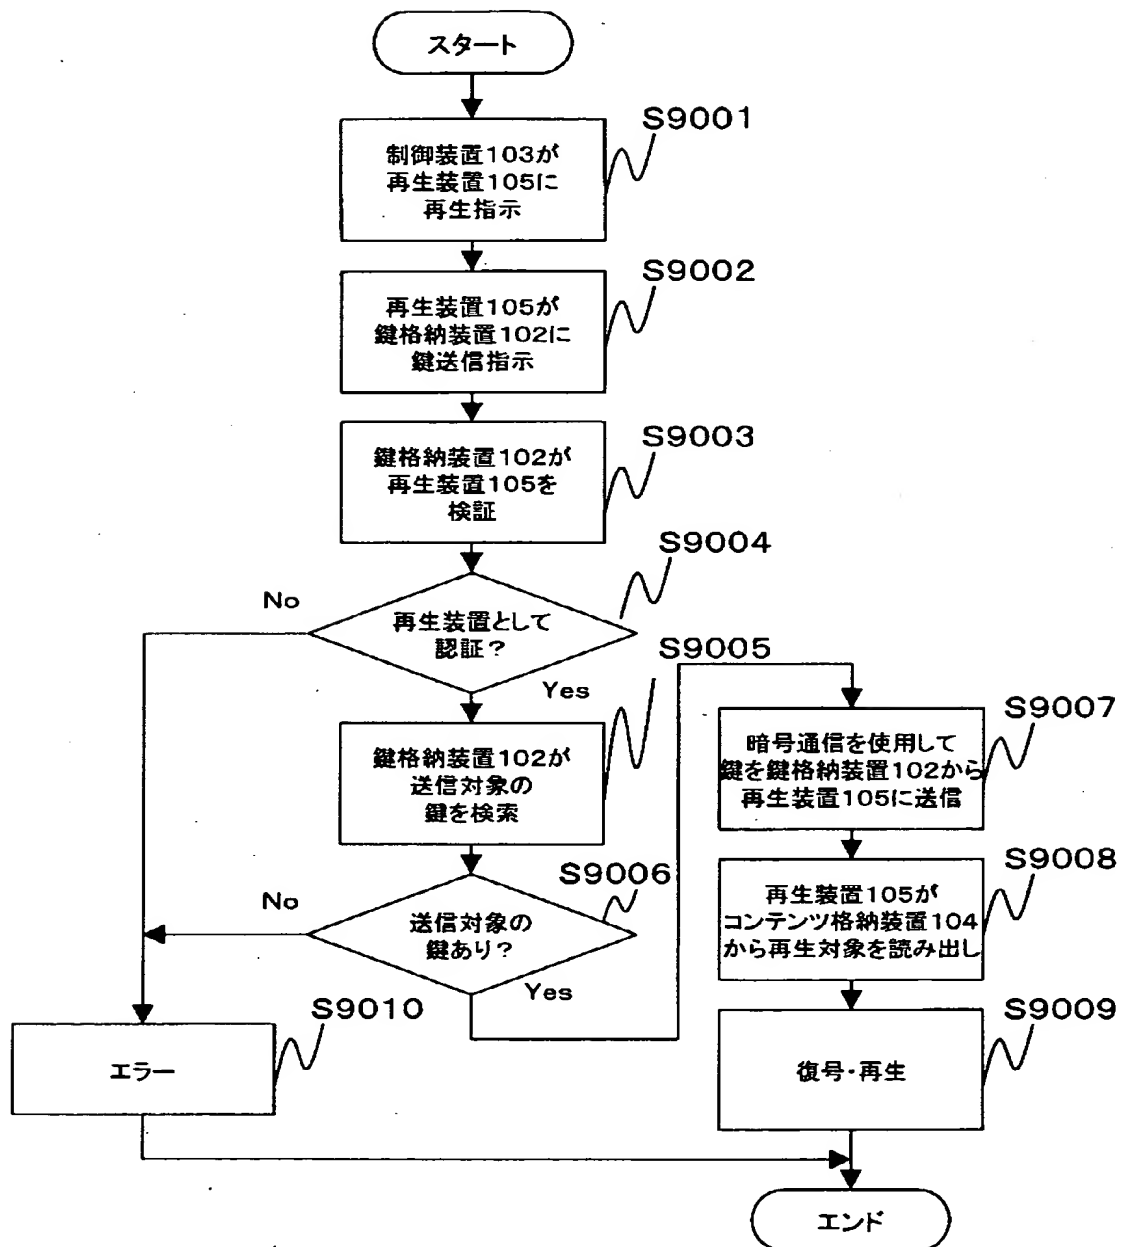 スタート
S9001
制御装置103が
再生装置105に
再生指示
S9002
再生装置105が
鍵格納装置102に
鍵送信指示
S9003
鍵格納装置102が
再生装置105を
検証
S9004
No
再生装置として
認証?
Yes
S9005
鍵格納装置102が
送信対象の
鍵を検索
S9006
No
送信対象の
鍵あり?
Yes
S9007
暗号通信を使用して
鍵を鍵格納装置102から
再生装置105に送信
S9008
再生装置105が
コンテンツ格納装置104
から再生対象を読み出し
S9009
復号・再生
S9010
エラー
エンド